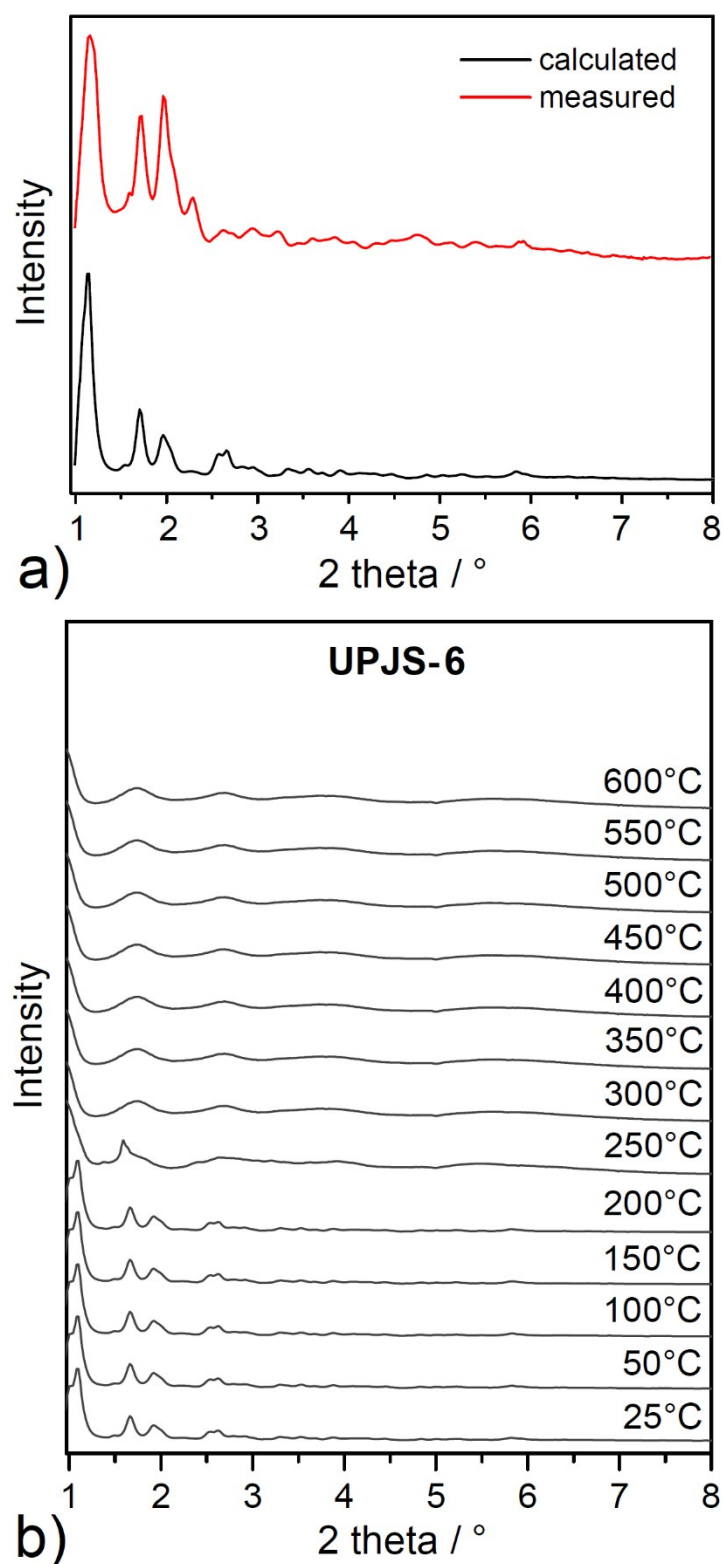 calculated
measured
Intensity
1 2 3 4 5 6 7 8
2 theta / °
a)
UPJS-6
600°C
550°C
500°C
450°C
400°C
350°C
300°C
250°C
200°C
150°C
100°C
50°C
25°C
Intensity
1 2 3 4 5 6 7 8
2 theta / °
b)